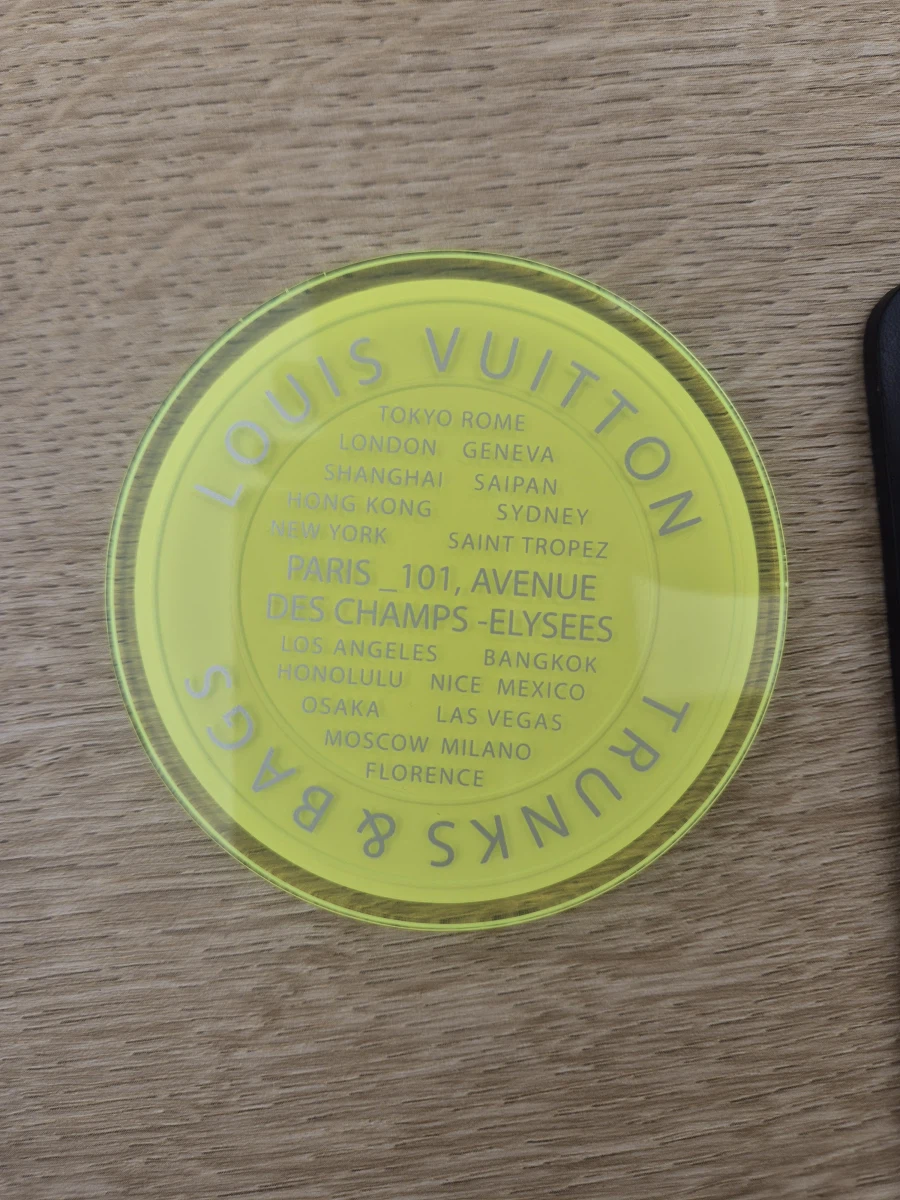 LOUIS VUITTON
TOKYO ROME
LONDON GENEVA
SHANGHAI SAIPAN
HONG KONG SYDNEY
NEW YORK SAINT TROPEZ
PARIS _101, AVENUE
DES CHAMPS -ELYSEES
LOS ANGELES BANGKOK
HONOLULU NICE MEXICO
OSAKA LAS VEGAS
MOSCOW MILANO
FLORENCE
TRUNKS & BAGS